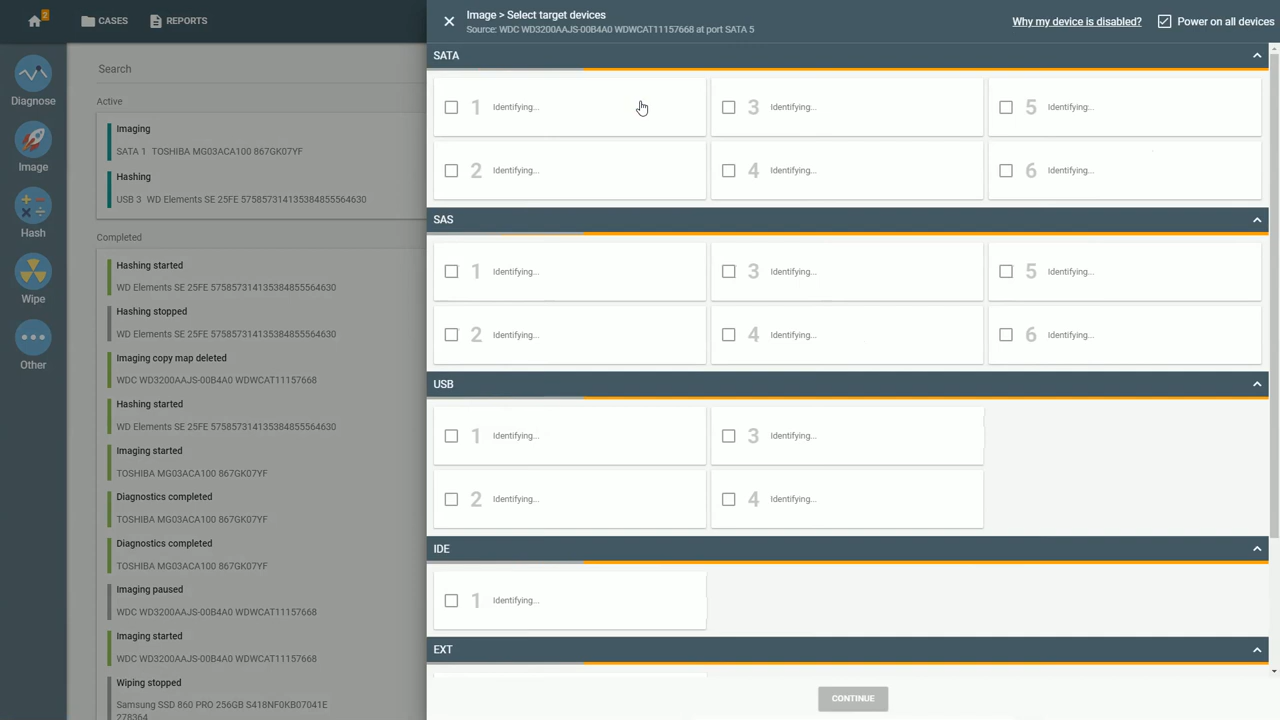 2
CASES
REPORTS
Image > Select target devices
Source: WDC WD3200AAJS-00B4A0 WDWCAT11157668 at port SATA 5
Why my device is disabled?
Power on all devices
Diagnose
Image
Hash
Wipe
Other
Search
Active
Imaging
SATA 1 TOSHIBA MG03ACA100 867GK07YF
Hashing
USB 3 WD Elements SE 25FE 575857314135384855564630
Completed
Hashing started
WD Elements SE 25FE 575857314135384855564630
Hashing stopped
WD Elements SE 25FE 575857314135384855564630
Imaging copy map deleted
WDC WD3200AAJS-00B4A0 WDWCAT11157668
Hashing started
WD Elements SE 25FE 575857314135384855564630
Imaging started
TOSHIBA MG03ACA100 867GK07YF
Diagnostics completed
TOSHIBA MG03ACA100 867GK07YF
Diagnostics completed
TOSHIBA MG03ACA100 867GK07YF
Imaging paused
WDC WD3200AAJS-00B4A0 WDWCAT11157668
Imaging started
WDC WD3200AAJS-00B4A0 WDWCAT11157668
Wiping stopped
Samsung SSD 860 PRO 256GB S418NF0KB07041E
278364
SATA
1 Identifying...
3 Identifying...
5 Identifying...
2 Identifying...
4 Identifying...
6 Identifying...
SAS
1 Identifying...
3 Identifying...
5 Identifying...
2 Identifying...
4 Identifying...
6 Identifying...
USB
1 Identifying...
3 Identifying...
2 Identifying...
4 Identifying...
IDE
1 Identifying...
EXT
CONTINUE